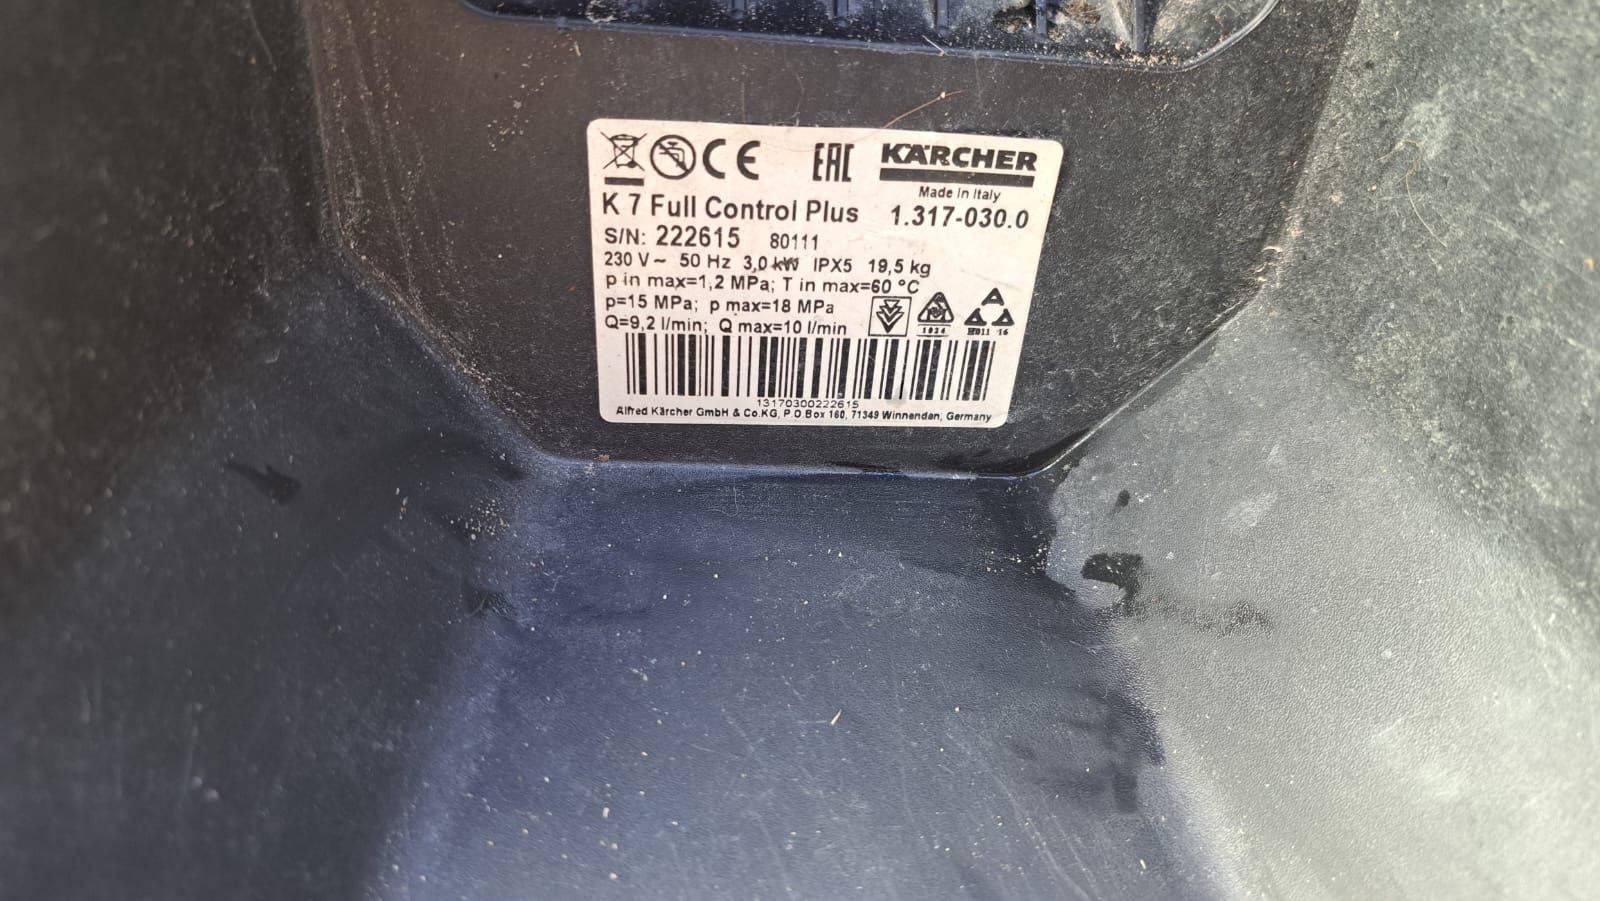 CE EAC KÄRCHER
Made in Italy
K 7 Full Control Plus 1.317-030.0
S/N: 222615 80111
230 V~ 50 Hz 3,0 kW IPX5 19,5 kg
p in max=1,2 MPa; T in max=60 °C
p=15 MPa; p max=18 MPa
Q=9,2 l/min; Q max=10 l/min
13170300222615
Alfred Kärcher GmbH & Co.KG, P.O.Box 160, 71349 Winnenden, Germany